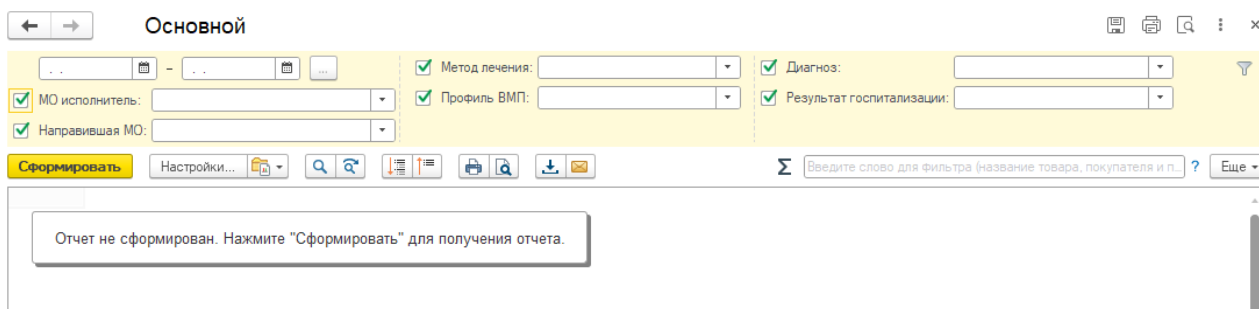 Основной
. . – . . ...
Метод лечения:
Диагноз:
МО исполнитель:
Профиль ВМП:
Результат госпитализации:
Направившая МО:
Сформировать Настройки... Σ Введите слово для фильтра (название товара, покупателя и п... ? Еще
Отчет не сформирован. Нажмите "Сформировать" для получения отчета.